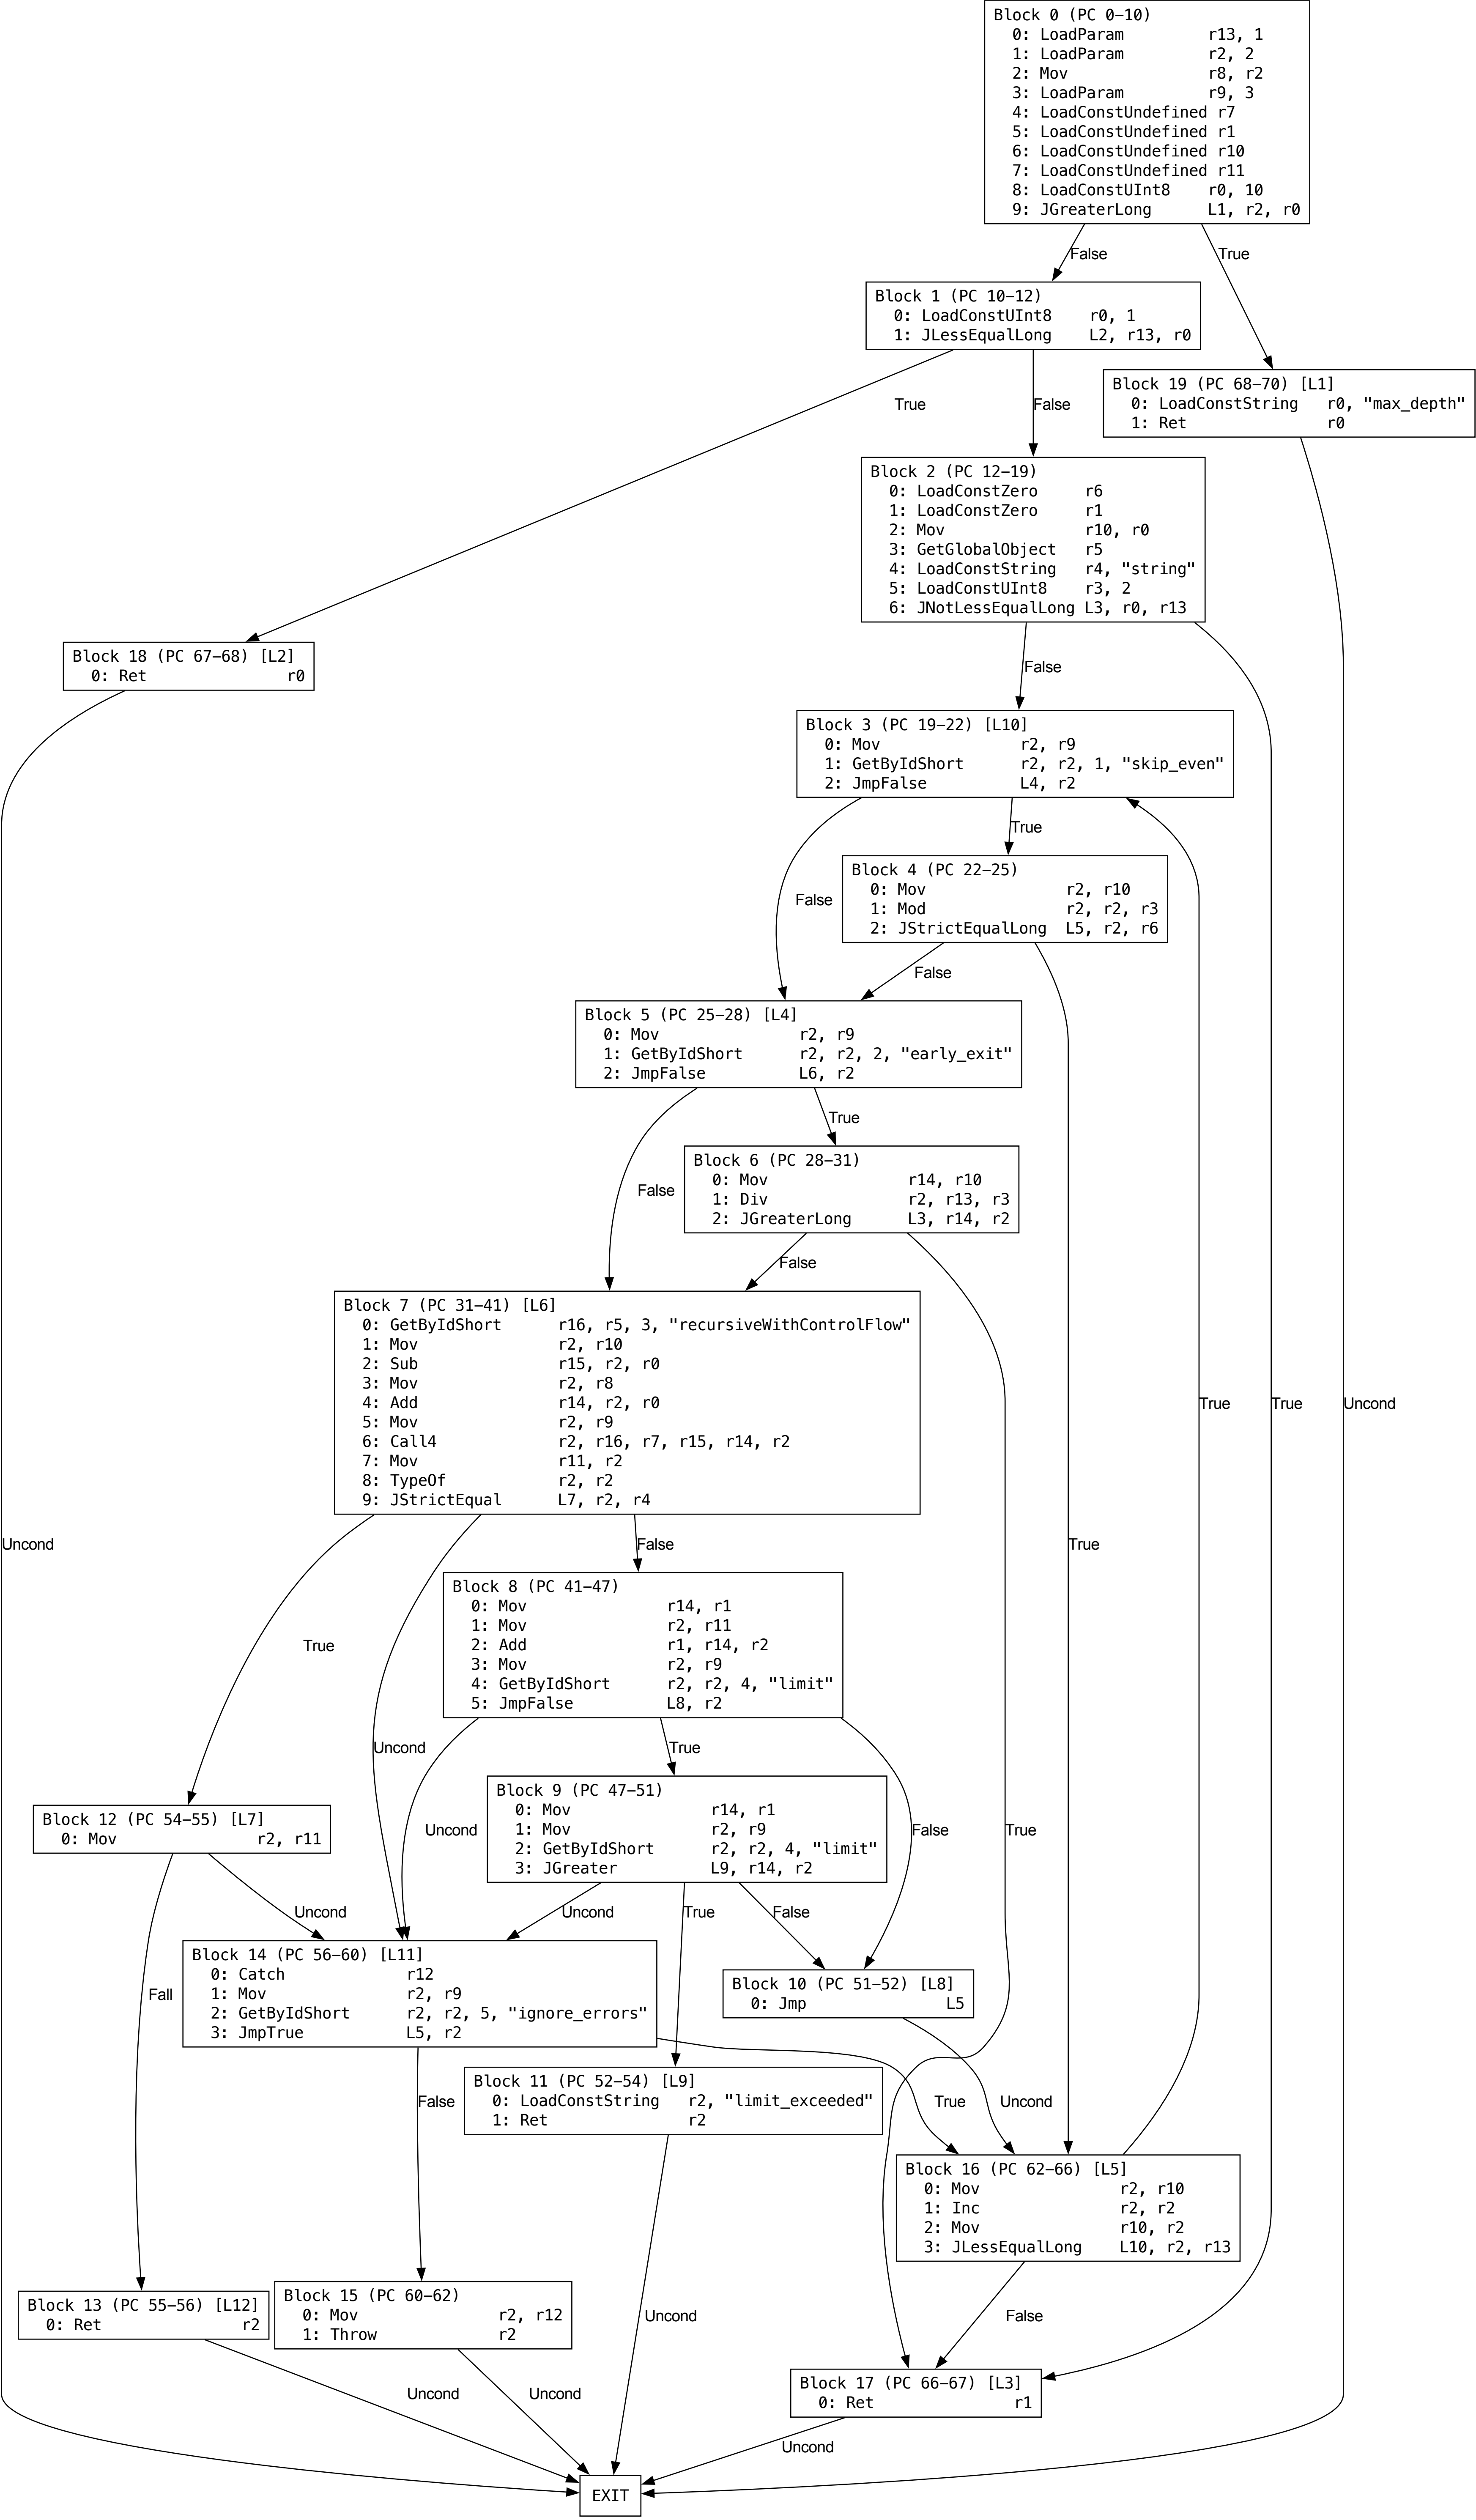 Block 0 (PC 0-10)
0: LoadParam r13, 1
1: LoadParam r2, 2
2: Mov r8, r2
3: LoadParam r9, 3
4: LoadConstUndefined r7
5: LoadConstUndefined r1
6: LoadConstUndefined r10
7: LoadConstUndefined r11
8: LoadConstUInt8 r0, 10
9: JGreaterLong L1, r2, r0
False
True
Block 1 (PC 10-12)
0: LoadConstUInt8 r0, 1
1: JLessEqualLong L2, r13, r0
True
False
Block 19 (PC 68-70) [L1]
0: LoadConstString r0, "max_depth"
1: Ret r0
Block 2 (PC 12-19)
0: LoadConstZero r6
1: LoadConstZero r1
2: Mov r10, r0
3: GetGlobalObject r5
4: LoadConstString r4, "string"
5: LoadConstUInt8 r3, 2
6: JNotLessEqualLong L3, r0, r13
Block 18 (PC 67-68) [L2]
0: Ret r0
False
Block 3 (PC 19-22) [L10]
0: Mov r2, r9
1: GetByIdShort r2, r2, 1, "skip_even"
2: JmpFalse L4, r2
True
False
Block 4 (PC 22-25)
0: Mov r2, r10
1: Mod r2, r2, r3
2: JStrictEqualLong L5, r2, r6
False
Block 5 (PC 25-28) [L4]
0: Mov r2, r9
1: GetByIdShort r2, r2, 2, "early_exit"
2: JmpFalse L6, r2
True
False
Block 6 (PC 28-31)
0: Mov r14, r10
1: Div r2, r13, r3
2: JGreaterLong L3, r14, r2
False
Block 7 (PC 31-41) [L6]
0: GetByIdShort r16, r5, 3, "recursiveWithControlFlow"
1: Mov r2, r10
2: Sub r15, r2, r0
3: Mov r2, r8
4: Add r14, r2, r0
5: Mov r2, r9
6: Call4 r2, r16, r7, r15, r14, r2
7: Mov r11, r2
8: TypeOf r2, r2
9: JStrictEqual L7, r2, r4
True
True
Uncond
Uncond
False
True
Block 8 (PC 41-47)
0: Mov r14, r1
1: Mov r2, r11
2: Add r1, r14, r2
3: Mov r2, r9
4: GetByIdShort r2, r2, 4, "limit"
5: JmpFalse L8, r2
True
Uncond
True
Uncond
False
True
Block 9 (PC 47-51)
0: Mov r14, r1
1: Mov r2, r9
2: GetByIdShort r2, r2, 4, "limit"
3: JGreater L9, r14, r2
Block 12 (PC 54-55) [L7]
0: Mov r2, r11
Uncond
Uncond
True
False
Block 14 (PC 56-60) [L11]
0: Catch r12
1: Mov r2, r9
2: GetByIdShort r2, r2, 5, "ignore_errors"
3: JmpTrue L5, r2
Fall
Block 10 (PC 51-52) [L8]
0: Jmp L5
Block 11 (PC 52-54) [L9]
0: LoadConstString r2, "limit_exceeded"
1: Ret r2
False
True
Uncond
Block 16 (PC 62-66) [L5]
0: Mov r2, r10
1: Inc r2, r2
2: Mov r10, r2
3: JLessEqualLong L10, r2, r13
Block 13 (PC 55-56) [L12]
0: Ret r2
Block 15 (PC 60-62)
0: Mov r2, r12
1: Throw r2
Uncond
False
Block 17 (PC 66-67) [L3]
0: Ret r1
Uncond
Uncond
Uncond
EXIT